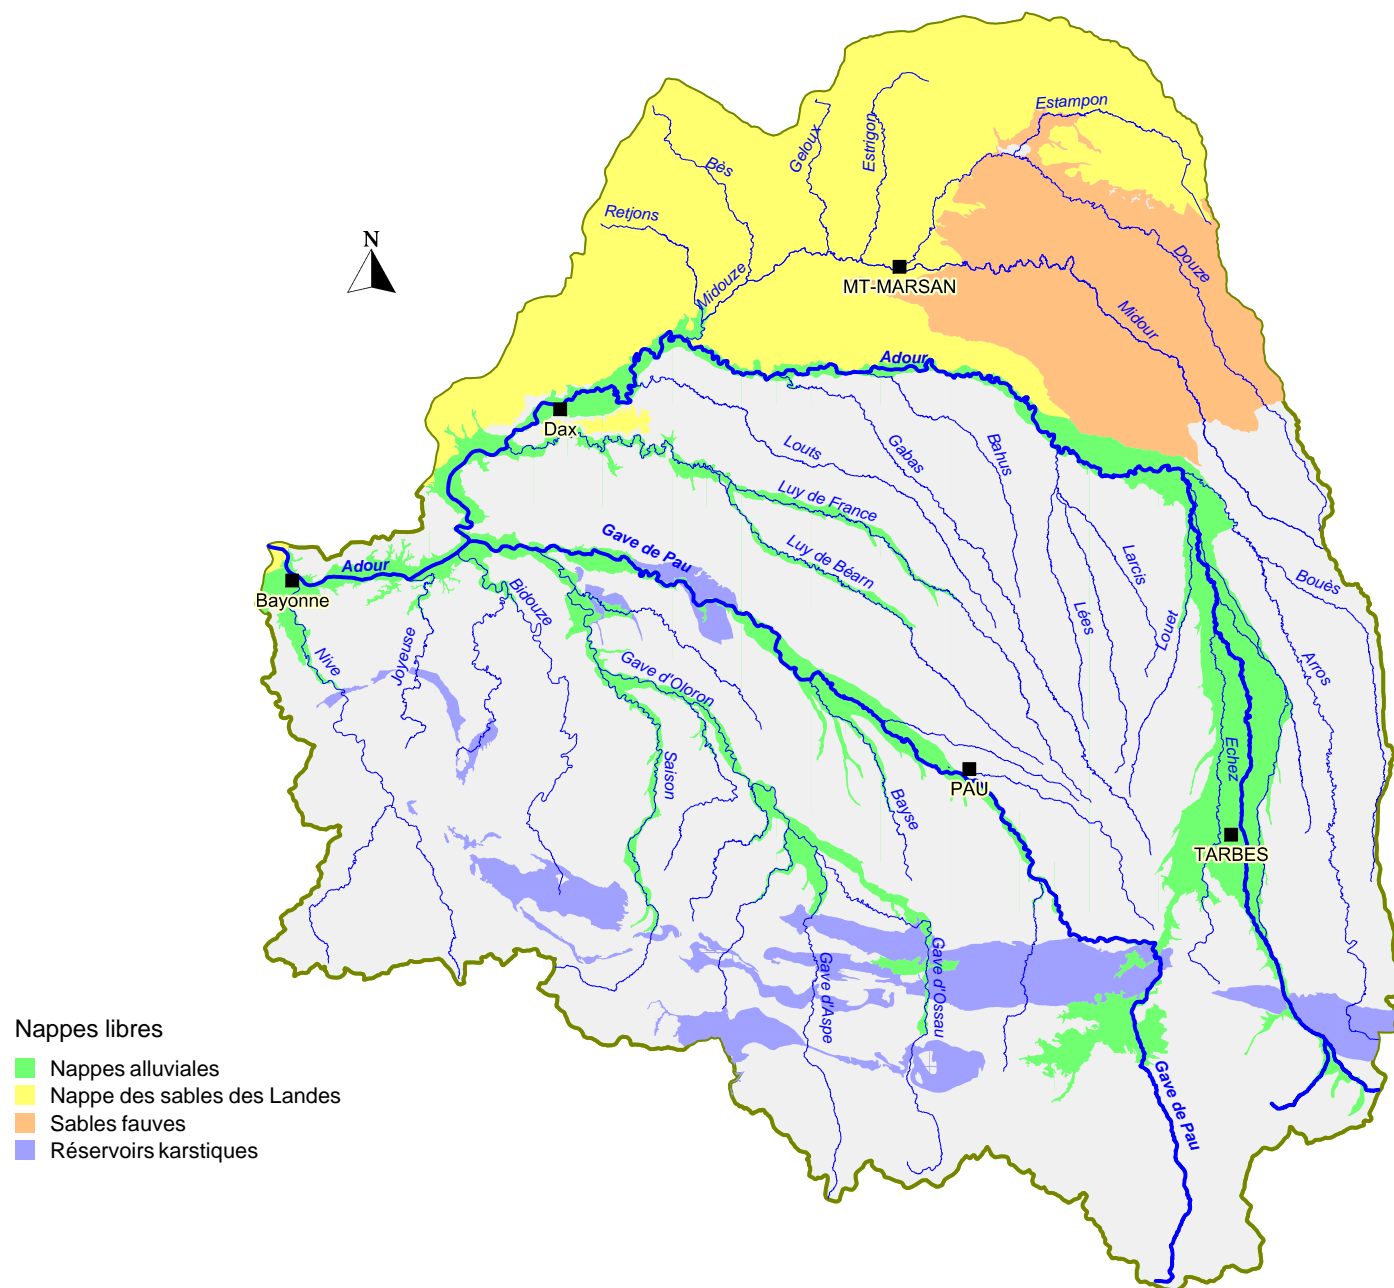 Estampon
Geloux
Estrigon
Bès
Retjons
N
Douze
Midouze
MT-MARSAN
Midour
Adour
Dax
Louts
Gabas
Bahus
Luy de France
Gave de Pau
Luy de Béarn
Larcis
Adour
Bouès
Bayonne
Bidouze
Lées
Louet
Joyeuse
Nive
Gave d'Oloron
Arros
Echez
Saison
PAU
Bayse
TARBES
Gave d'Aspe
Gave d'Ossau
Nappes libres
Nappes alluviales
Nappe des sables des Landes
Sables fauves
Réservoirs karstiques
Gave de Pau